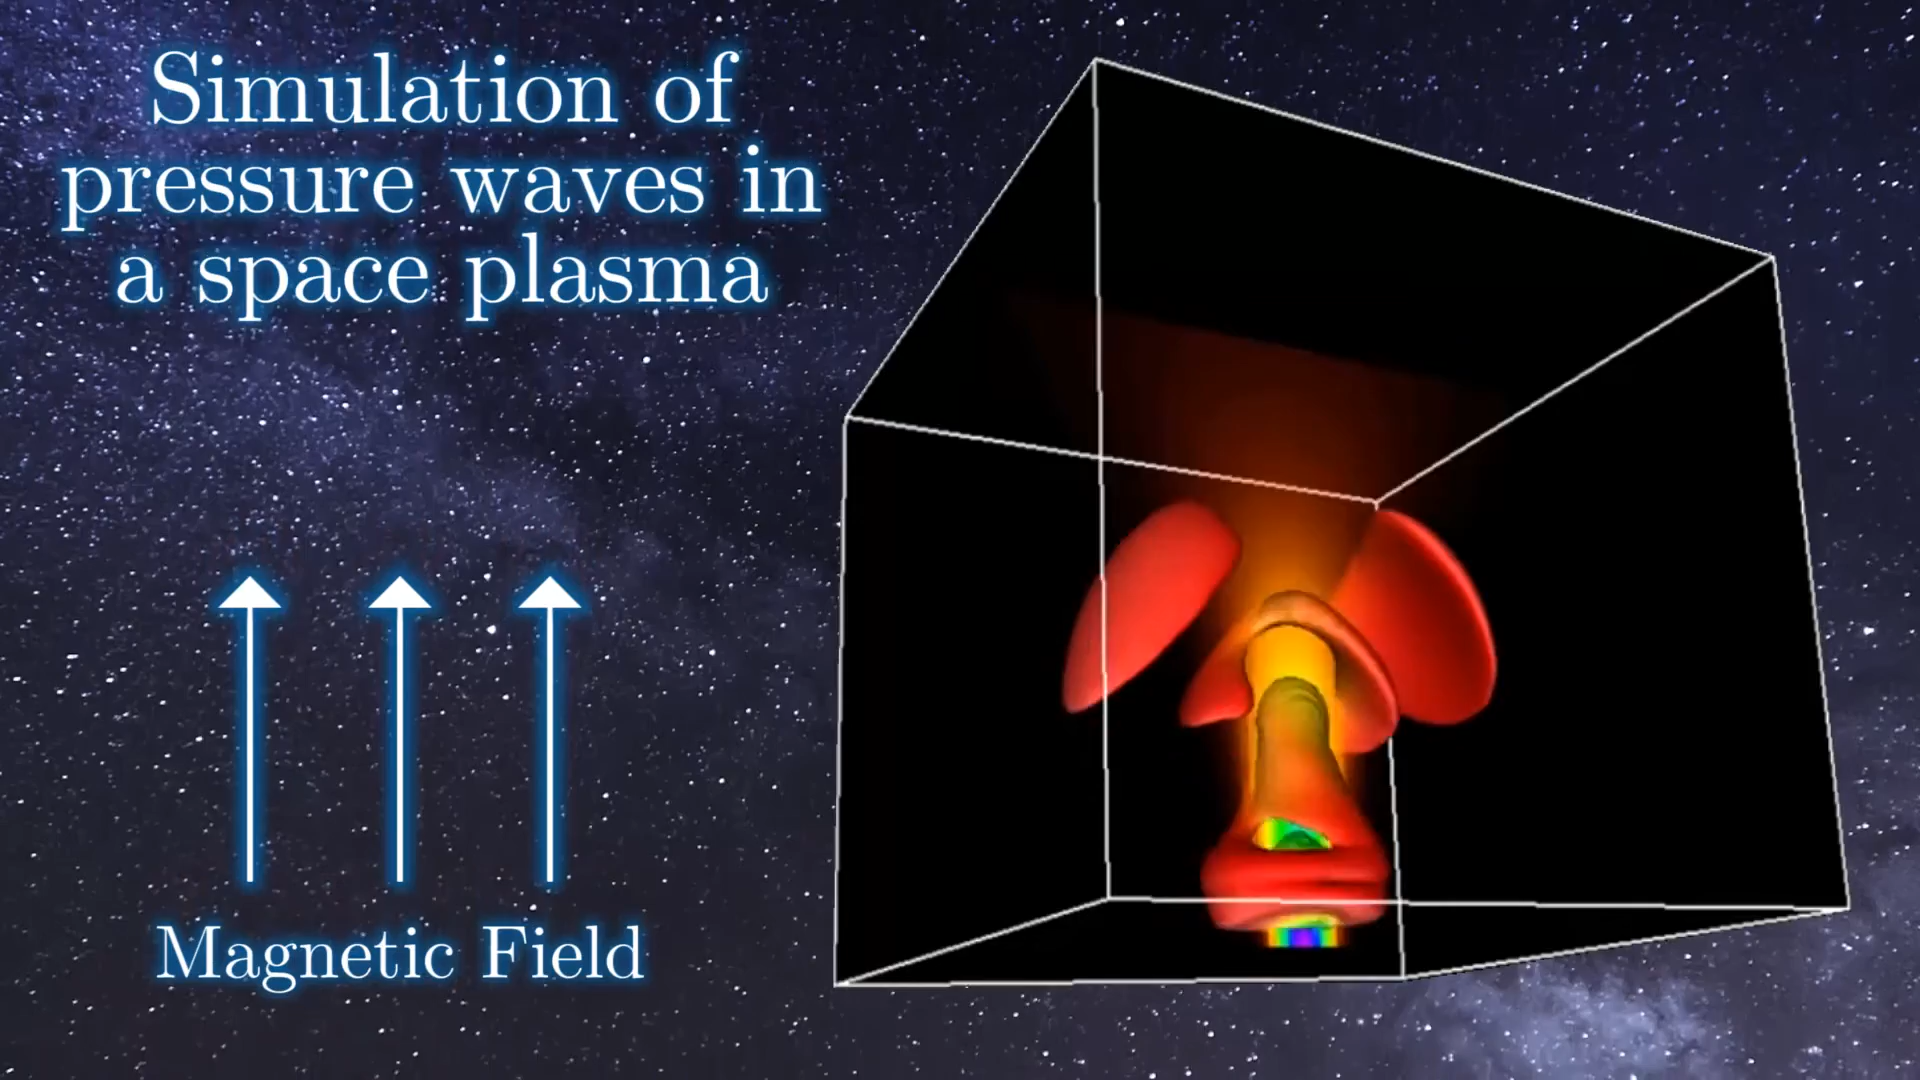 Simulation of
pressure waves in
a space plasma
Magnetic Field